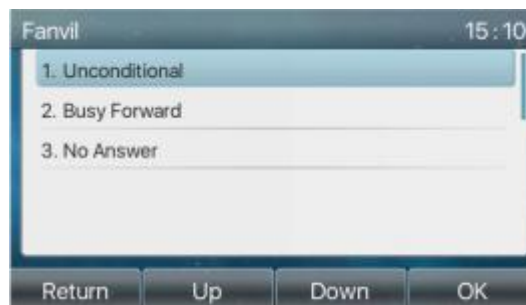 Fanvil 15:10
1. Unconditional
2. Busy Forward
3. No Answer
Return Up Down OK